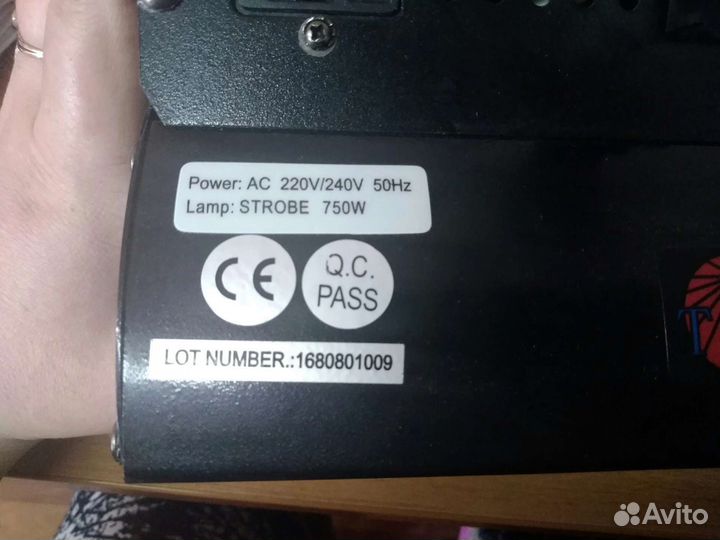 Power: AC 220V/240V 50Hz
Lamp: STROBE 750W
CE
Q.C.
PASS
LOT NUMBER.:1680801009
T
Avito